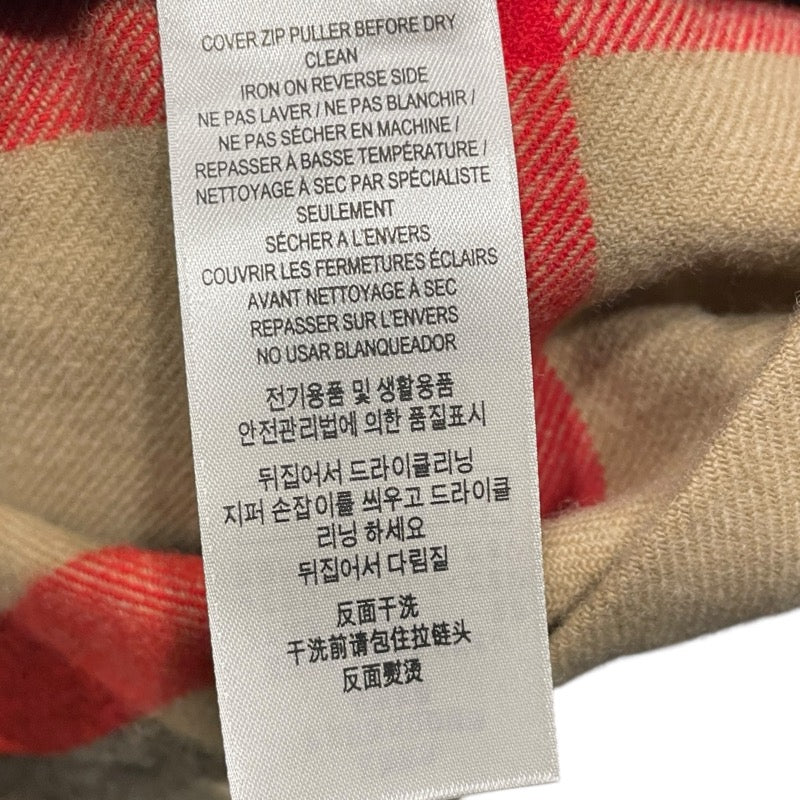 COVER ZIP PULLER BEFORE DRY
CLEAN
IRON ON REVERSE SIDE
NE PAS LAVER / NE PAS BLANCHIR /
NE PAS SÉCHER EN MACHINE /
REPASSER À BASSE TEMPÉRATURE /
NETTOYAGE À SEC PAR SPÉCIALISTE
SEULEMENT
SÉCHER A L'ENVERS
COUVRIR LES FERMETURES ÉCLAIRS
AVANT NETTOYAGE À SEC
REPASSER SUR L'ENVERS
NO USAR BLANQUEADOR
전기용품 및 생활용품
안전관리법에 의한 품질표시
뒤집어서 드라이클리닝
지퍼 손잡이를 씌우고 드라이클
리닝 하세요
뒤집어서 다림질
反面干洗
干洗前请包住拉链头
反面熨烫